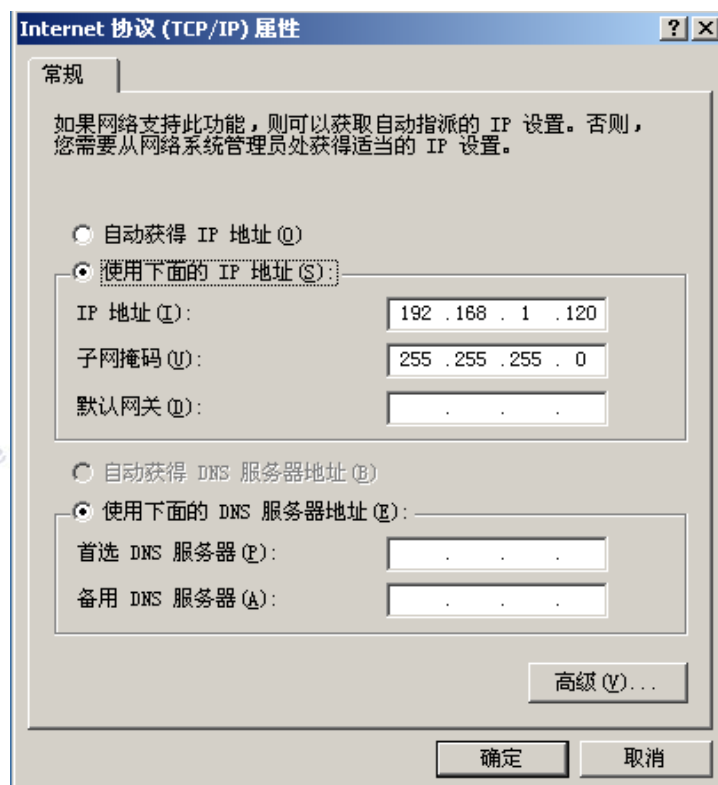 Internet 协议 (TCP/IP) 属性
常规
如果网络支持此功能，则可以获取自动指派的 IP 设置。否则，
您需要从网络系统管理员处获得适当的 IP 设置。
自动获得 IP 地址(O)
使用下面的 IP 地址(S):
IP 地址(I): 192 .168 . 1 .120
子网掩码(U): 255 .255 .255 . 0
默认网关(D): . . .
自动获得 DNS 服务器地址(B)
使用下面的 DNS 服务器地址(E):
首选 DNS 服务器(P): . . .
备用 DNS 服务器(A): . . .
高级(V)...
确定 取消